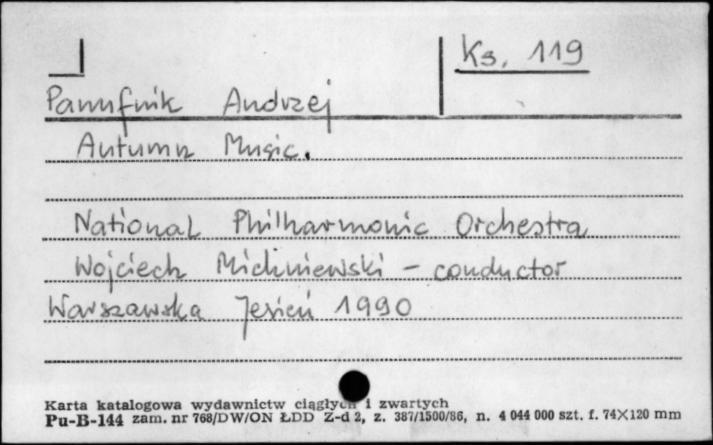 Ks. 119
Panufnik Andrzej
Autumn Music.
National Philharmonic Orchestra
Wojciech Michniewski - conductor
Warszawska Jesień 1990
Karta katalogowa wydawnictw ciągłych i zwartych
Pu-B-144 zam. nr 768/DW/ON ŁDD Z-d 2, z. 387/1500/86, n. 4 044 000 szt. f. 74X120 mm